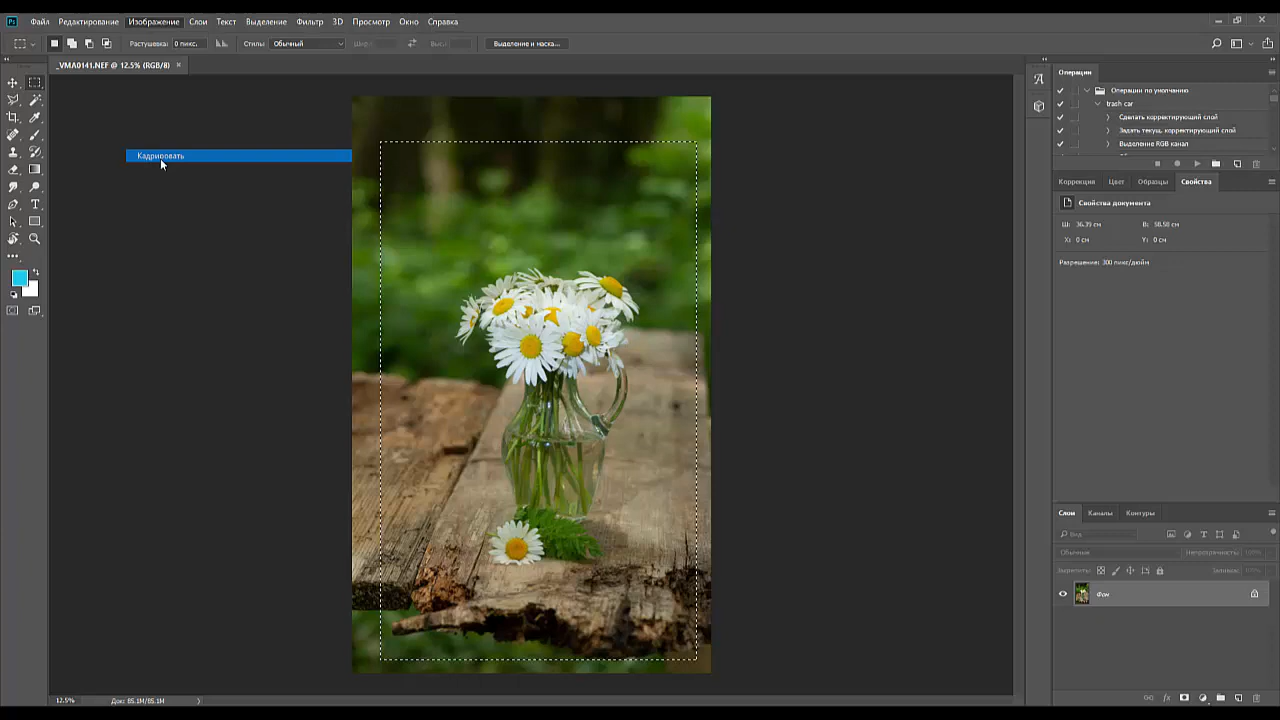 Ps Файл Редактирование Изображение Слои Текст Выделение Фильтр 3D Просмотр Окно Справка
Растушевка: 0 пикс. Стиль: Обычный Выс: Выделение и маска...
_VMA0141.NEF @ 12.5% (RGB/8) ×
Операции
Операции по умолчанию
trash car
Сделать корректирующий слой
Задать текущ. корректирующий слой
Выделение RGB канал
Кадрировать
Коррекция Цвет Образцы Свойства
Свойства документа
Ш: 36.39 см В: 58.58 см
X: 0 см Y: 0 см
Разрешение: 300 пикс/дюйм
Слои Каналы Контуры
Вид
Обычные Непрозрачность: 100%
Закрепить: Заливка: 100%
Фон
12.5% Док: 85.1M/85.1M